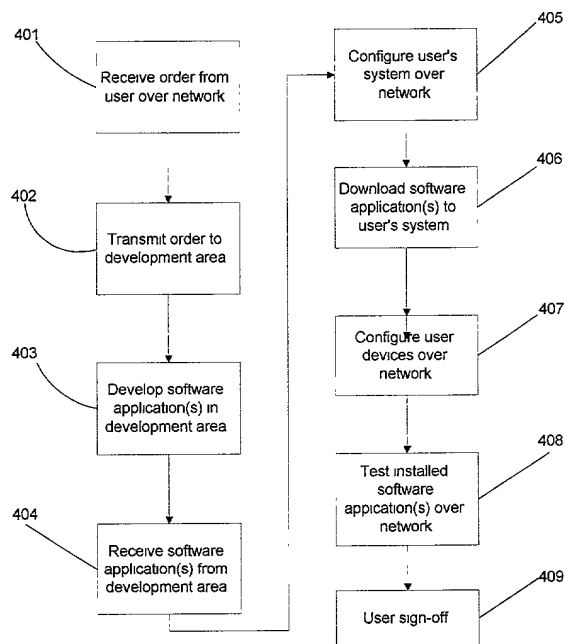 401
Receive order from
user over network
402
Transmit order to
development area
403
Develop software
application(s) in
development area
404
Receive software
application(s) from
development area
405
Configure user's
system over
network
406
Download software
application(s) to
user's system
407
Configure user
devices over
network
408
Test installed
software
application(s) over
network
409
User sign-off